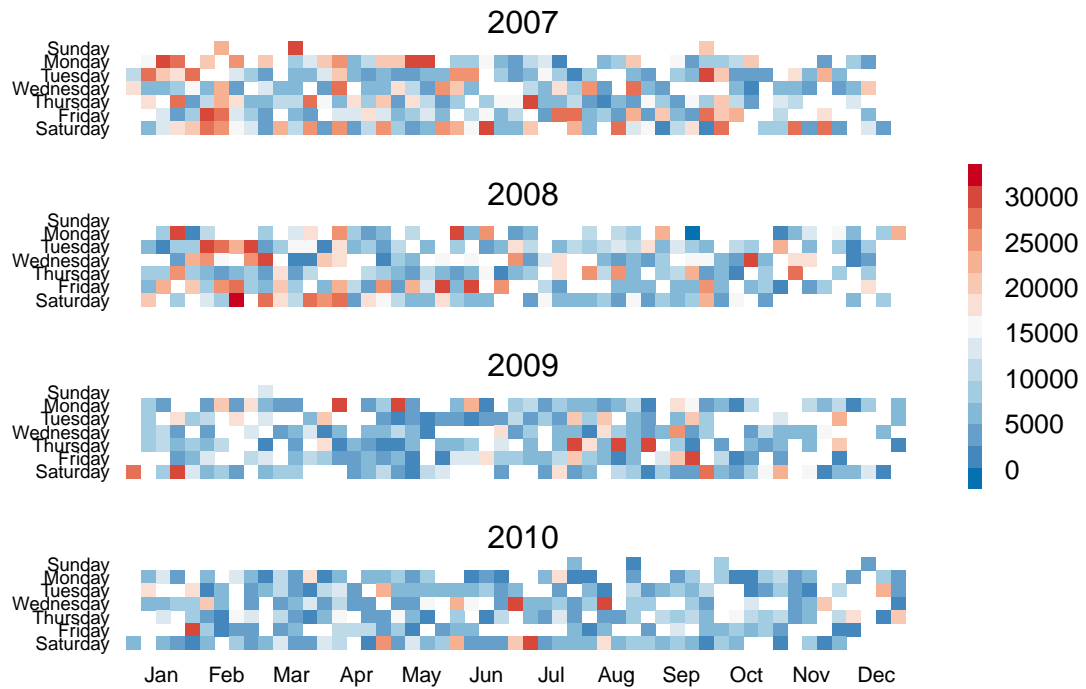 2007
Sunday
Monday
Tuesday
Wednesday
Thursday
Friday
Saturday
2008
Sunday
Monday
Tuesday
Wednesday
Thursday
Friday
Saturday
30000
25000
20000
15000
10000
5000
0
2009
Sunday
Monday
Tuesday
Wednesday
Thursday
Friday
Saturday
2010
Sunday
Monday
Tuesday
Wednesday
Thursday
Friday
Saturday
Jan Feb Mar Apr May Jun Jul Aug Sep Oct Nov Dec